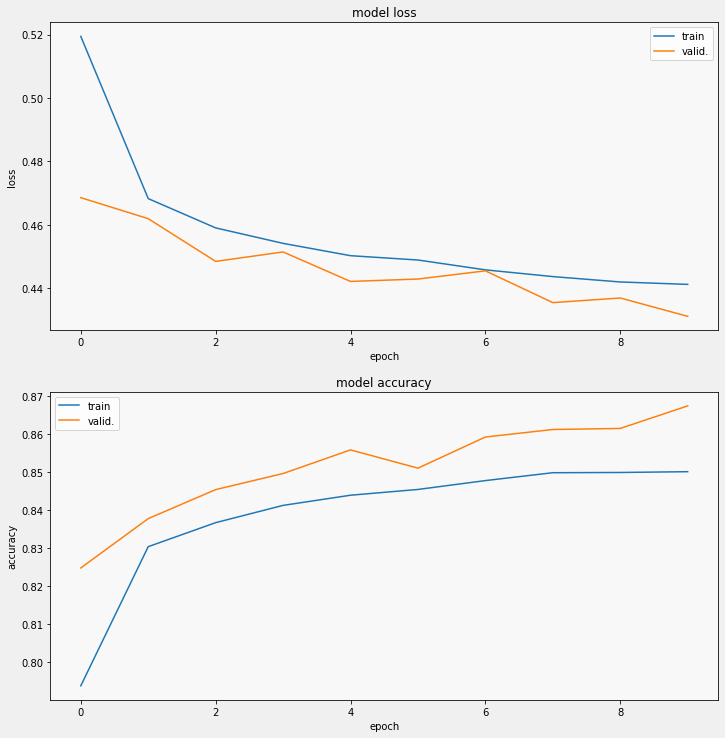 model loss
0.52
0.50
0.48
0.46
0.44
loss
train
valid.
0 2 4 6 8
epoch
model accuracy
0.87
0.86
0.85
0.84
0.83
0.82
0.81
0.80
accuracy
train
valid.
0 2 4 6 8
epoch